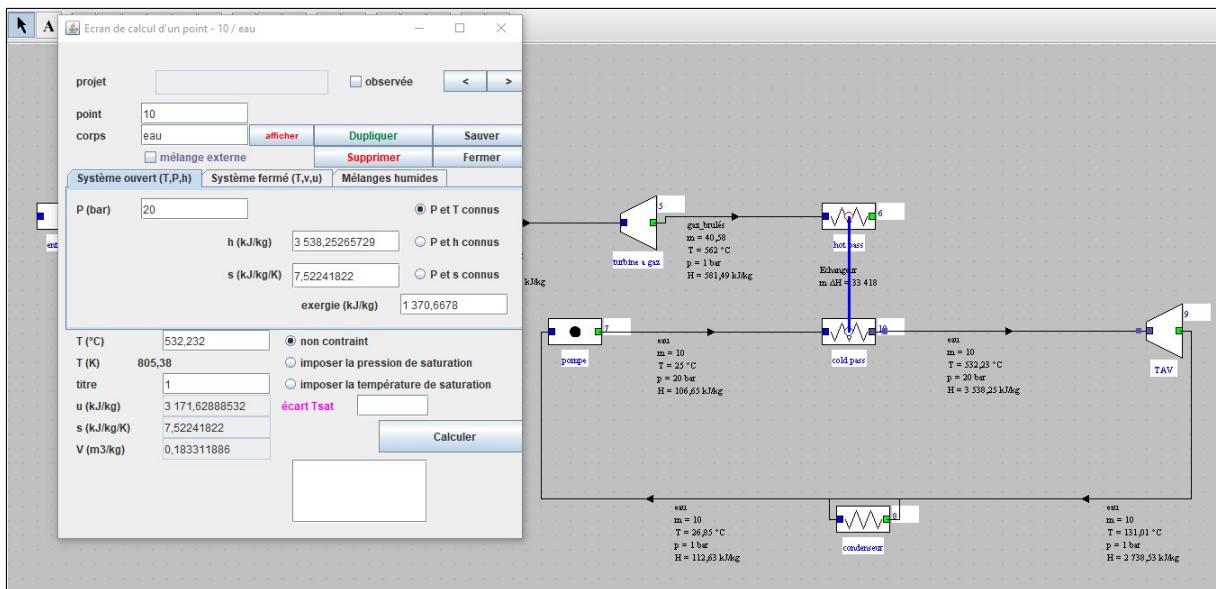 A
Ecran de calcul d'un point - 10 / eau
projet
observée
<
>
point
10
corps
eau
afficher
Dupliquer
Sauver
mélange externe
Supprimer
Fermer
Système ouvert (T,P,h)
Système fermé (T,v,u)
Mélanges humides
P (bar)
20
P et T connus
h (kJ/kg)
3 538,25265729
P et h connus
s (kJ/kg/K)
7,52241822
P et s connus
exergie (kJ/kg)
1 370,6678
T (°C)
532,232
non contraint
T (K)
805,38
imposer la pression de saturation
titre
1
imposer la température de saturation
u (kJ/kg)
3 171,62888532
écart Tsat
s (kJ/kg/K)
7,52241822
Calculer
V (m3/kg)
0,183311886
ent
kJ/kg
5
turbine a gaz
gaz_brulés
m = 40,58
T = 562 °C
p = 1 bar
H = 581,49 kJ/kg
6
hot pass
Echangeur
m ΔH = 33 418
7
pompe
eau
m = 10
T = 25 °C
p = 20 bar
H = 106,65 kJ/kg
10
cold pass
eau
m = 10
T = 532,23 °C
p = 20 bar
H = 3 538,25 kJ/kg
9
TAV
eau
m = 10
T = 26,85 °C
p = 1 bar
H = 112,63 kJ/kg
8
condenseur
eau
m = 10
T = 131,01 °C
p = 1 bar
H = 2 738,53 kJ/kg